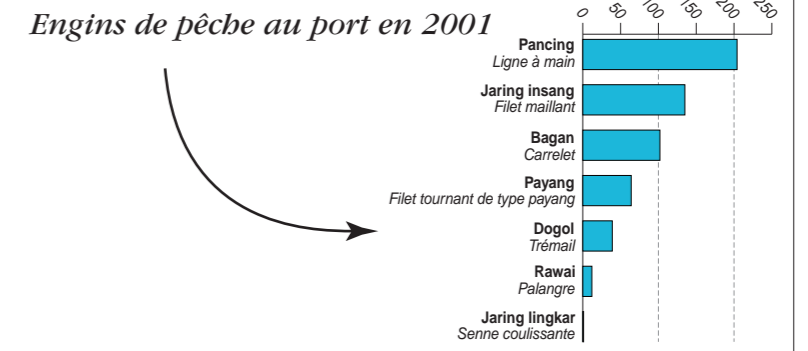 Engins de pêche au port en 2001
0 50 100 150 200 250
Pancing
Ligne à main
Jaring insang
Filet maillant
Bagan
Carrelet
Payang
Filet tournant de type payang
Dogol
Trémail
Rawai
Palangre
Jaring lingkar
Senne coulissante